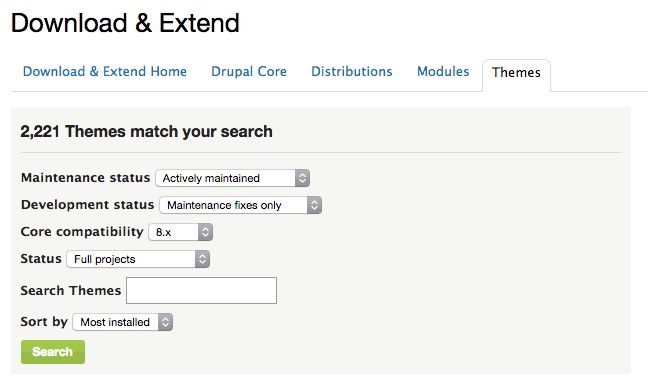 Download & Extend
Download & Extend Home Drupal Core Distributions Modules Themes
2,221 Themes match your search
Maintenance status Actively maintained
Development status Maintenance fixes only
Core compatibility 8.x
Status Full projects
Search Themes
Sort by Most installed
Search